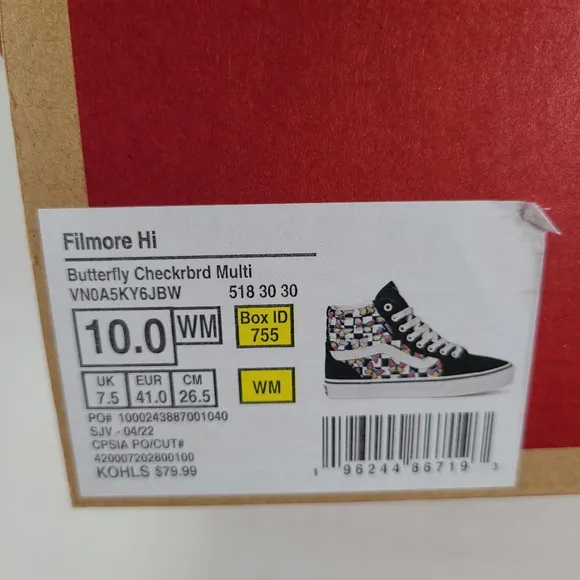 Filmore Hi
Butterfly Checkrbrd Multi
VN0A5KY6JBW 518 30 30
10.0 WM Box ID 755
UK 7.5 EUR 41.0 CM 26.5 WM
PO# 1000243887001040
SJV - 04/22
CPSIA PO/CUT#
420007202800100
KOHLS $79.99
1 96244 86719 3